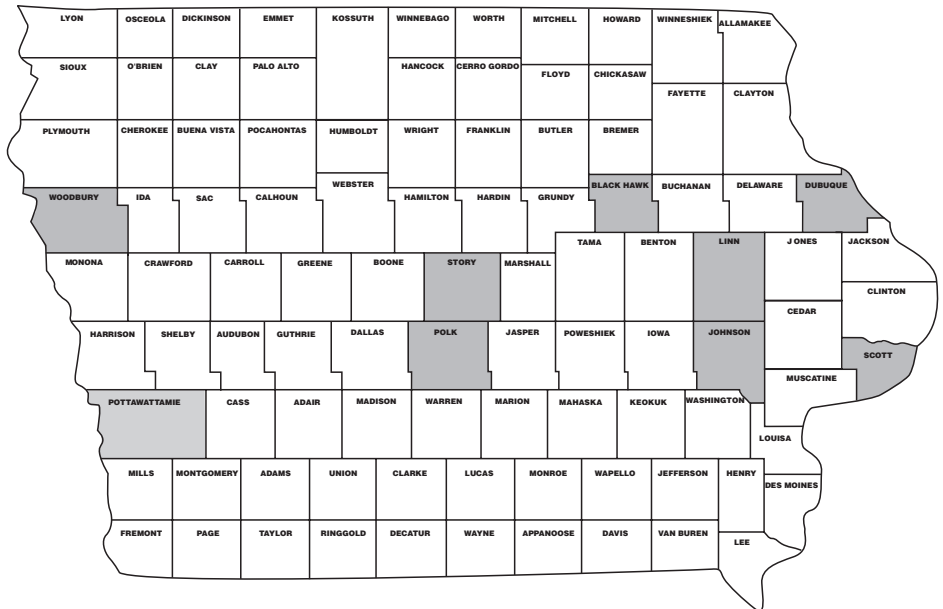 LYON OSCEOLA DICKINSON EMMET KOSSUTH WINNEBAGO WORTH MITCHELL HOWARD WINNESHIEK ALLAMAKEE
SIOUX O'BRIEN CLAY PALO ALTO HANCOCK CERRO GORDO FLOYD CHICKASAW
FAYETTE CLAYTON
PLYMOUTH CHEROKEE BUENA VISTA POCAHONTAS HUMBOLDT WRIGHT FRANKLIN BUTLER BREMER
WOODBURY IDA SAC CALHOUN WEBSTER HAMILTON HARDIN GRUNDY BLACK HAWK BUCHANAN DELAWARE DUBUQUE
TAMA BENTON LINN JONES JACKSON
MONONA CRAWFORD CARROLL GREENE BOONE STORY MARSHALL
CLINTON
CEDAR
HARRISON SHELBY AUDUBON GUTHRIE DALLAS POLK JASPER POWESHIEK IOWA JOHNSON
SCOTT
MUSCATINE
POTTAWATTAMIE CASS ADAIR MADISON WARREN MARION MAHASKA KEOKUK WASHINGTON
LOUISA
MILLS MONTGOMERY ADAMS UNION CLARKE LUCAS MONROE WAPELLO JEFFERSON HENRY
DES MOINES
FREMONT PAGE TAYLOR RINGGOLD DECATUR WAYNE APPANOOSE DAVIS VAN BUREN
LEE